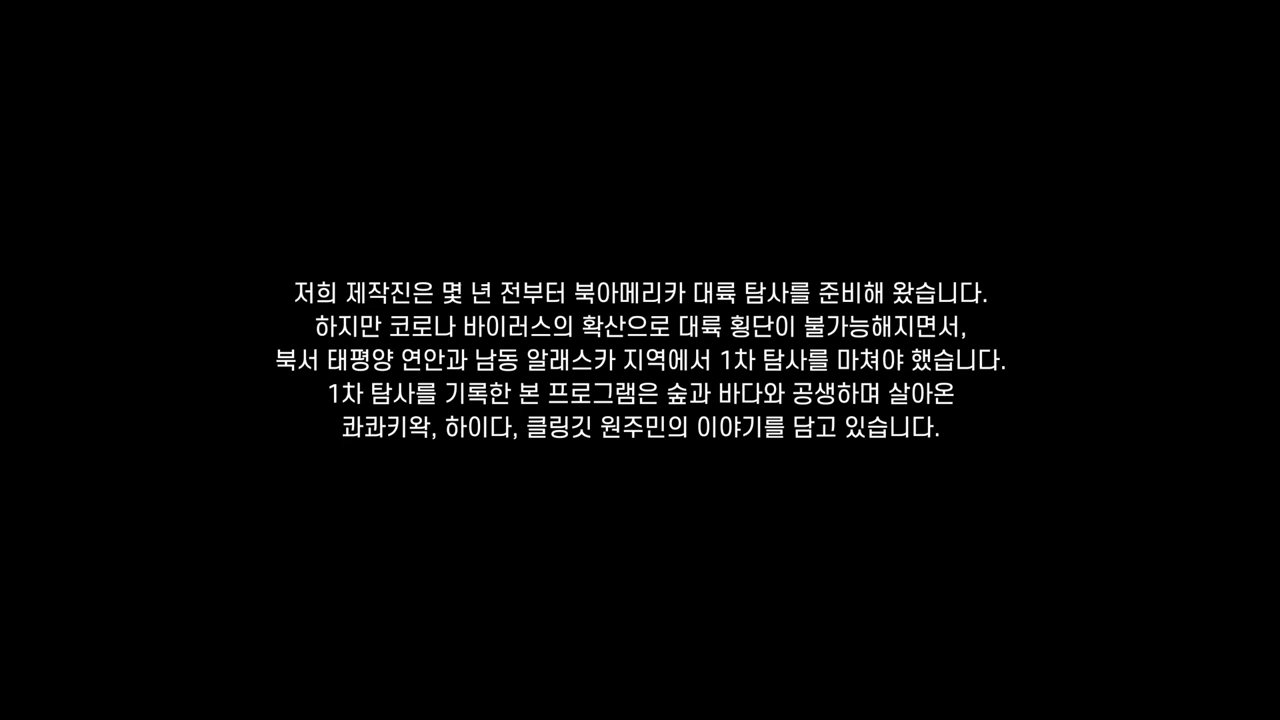 저희 제작진은 몇 년 전부터 북아메리카 대륙 탐사를 준비해 왔습니다.
하지만 코로나 바이러스의 확산으로 대륙 횡단이 불가능해지면서,
북서 태평양 연안과 남동 알래스카 지역에서 1차 탐사를 마쳐야 했습니다.
1차 탐사를 기록한 본 프로그램은 숲과 바다와 공생하며 살아온
콰콰키왁, 하이다, 클링깃 원주민의 이야기를 담고 있습니다.